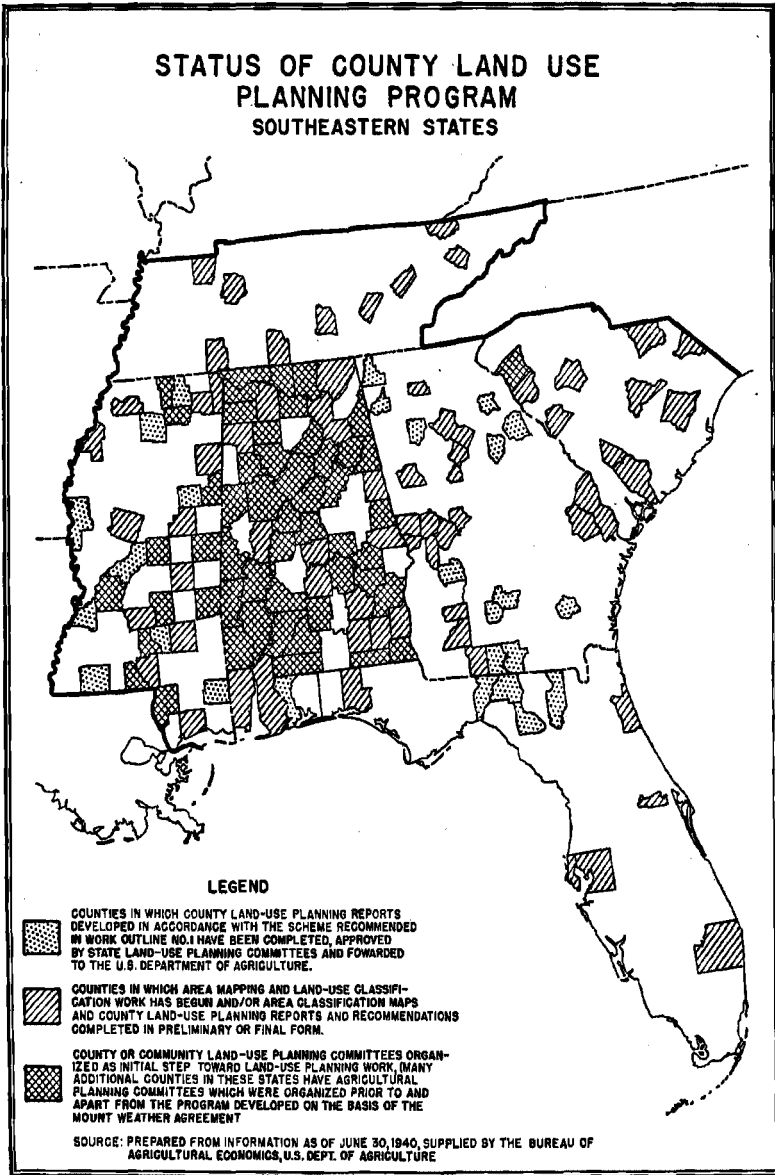 STATUS OF COUNTY LAND USE
PLANNING PROGRAM
SOUTHEASTERN STATES
LEGEND
COUNTIES IN WHICH COUNTY LAND-USE PLANNING REPORTS
DEVELOPED IN ACCORDANCE WITH THE SCHEME RECOMMENDED
IN WORK OUTLINE NO.1 HAVE BEEN COMPLETED, APPROVED
BY STATE LAND-USE PLANNING COMMITTEES AND FOWARDED
TO THE U.S. DEPARTMENT OF AGRICULTURE.
COUNTIES IN WHICH AREA MAPPING AND LAND-USE CLASSIFI-
CATION WORK HAS BEGUN AND/OR AREA CLASSIFICATION MAPS
AND COUNTY LAND-USE PLANNING REPORTS AND RECOMMENDATIONS
COMPLETED IN PRELIMINARY OR FINAL FORM.
COUNTY OR COMMUNITY LAND-USE PLANNING COMMITTEES ORGAN-
IZED AS INITIAL STEP TOWARD LAND-USE PLANNING WORK, (MANY
ADDITIONAL COUNTIES IN THESE STATES HAVE AGRICULTURAL
PLANNING COMMITTEES WHICH WERE ORGANIZED PRIOR TO AND
APART FROM THE PROGRAM DEVELOPED ON THE BASIS OF THE
MOUNT WEATHER AGREEMENT
SOURCE: PREPARED FROM INFORMATION AS OF JUNE 30, 1940, SUPPLIED BY THE BUREAU OF
AGRICULTURAL ECONOMICS, U.S. DEPT. OF AGRICULTURE